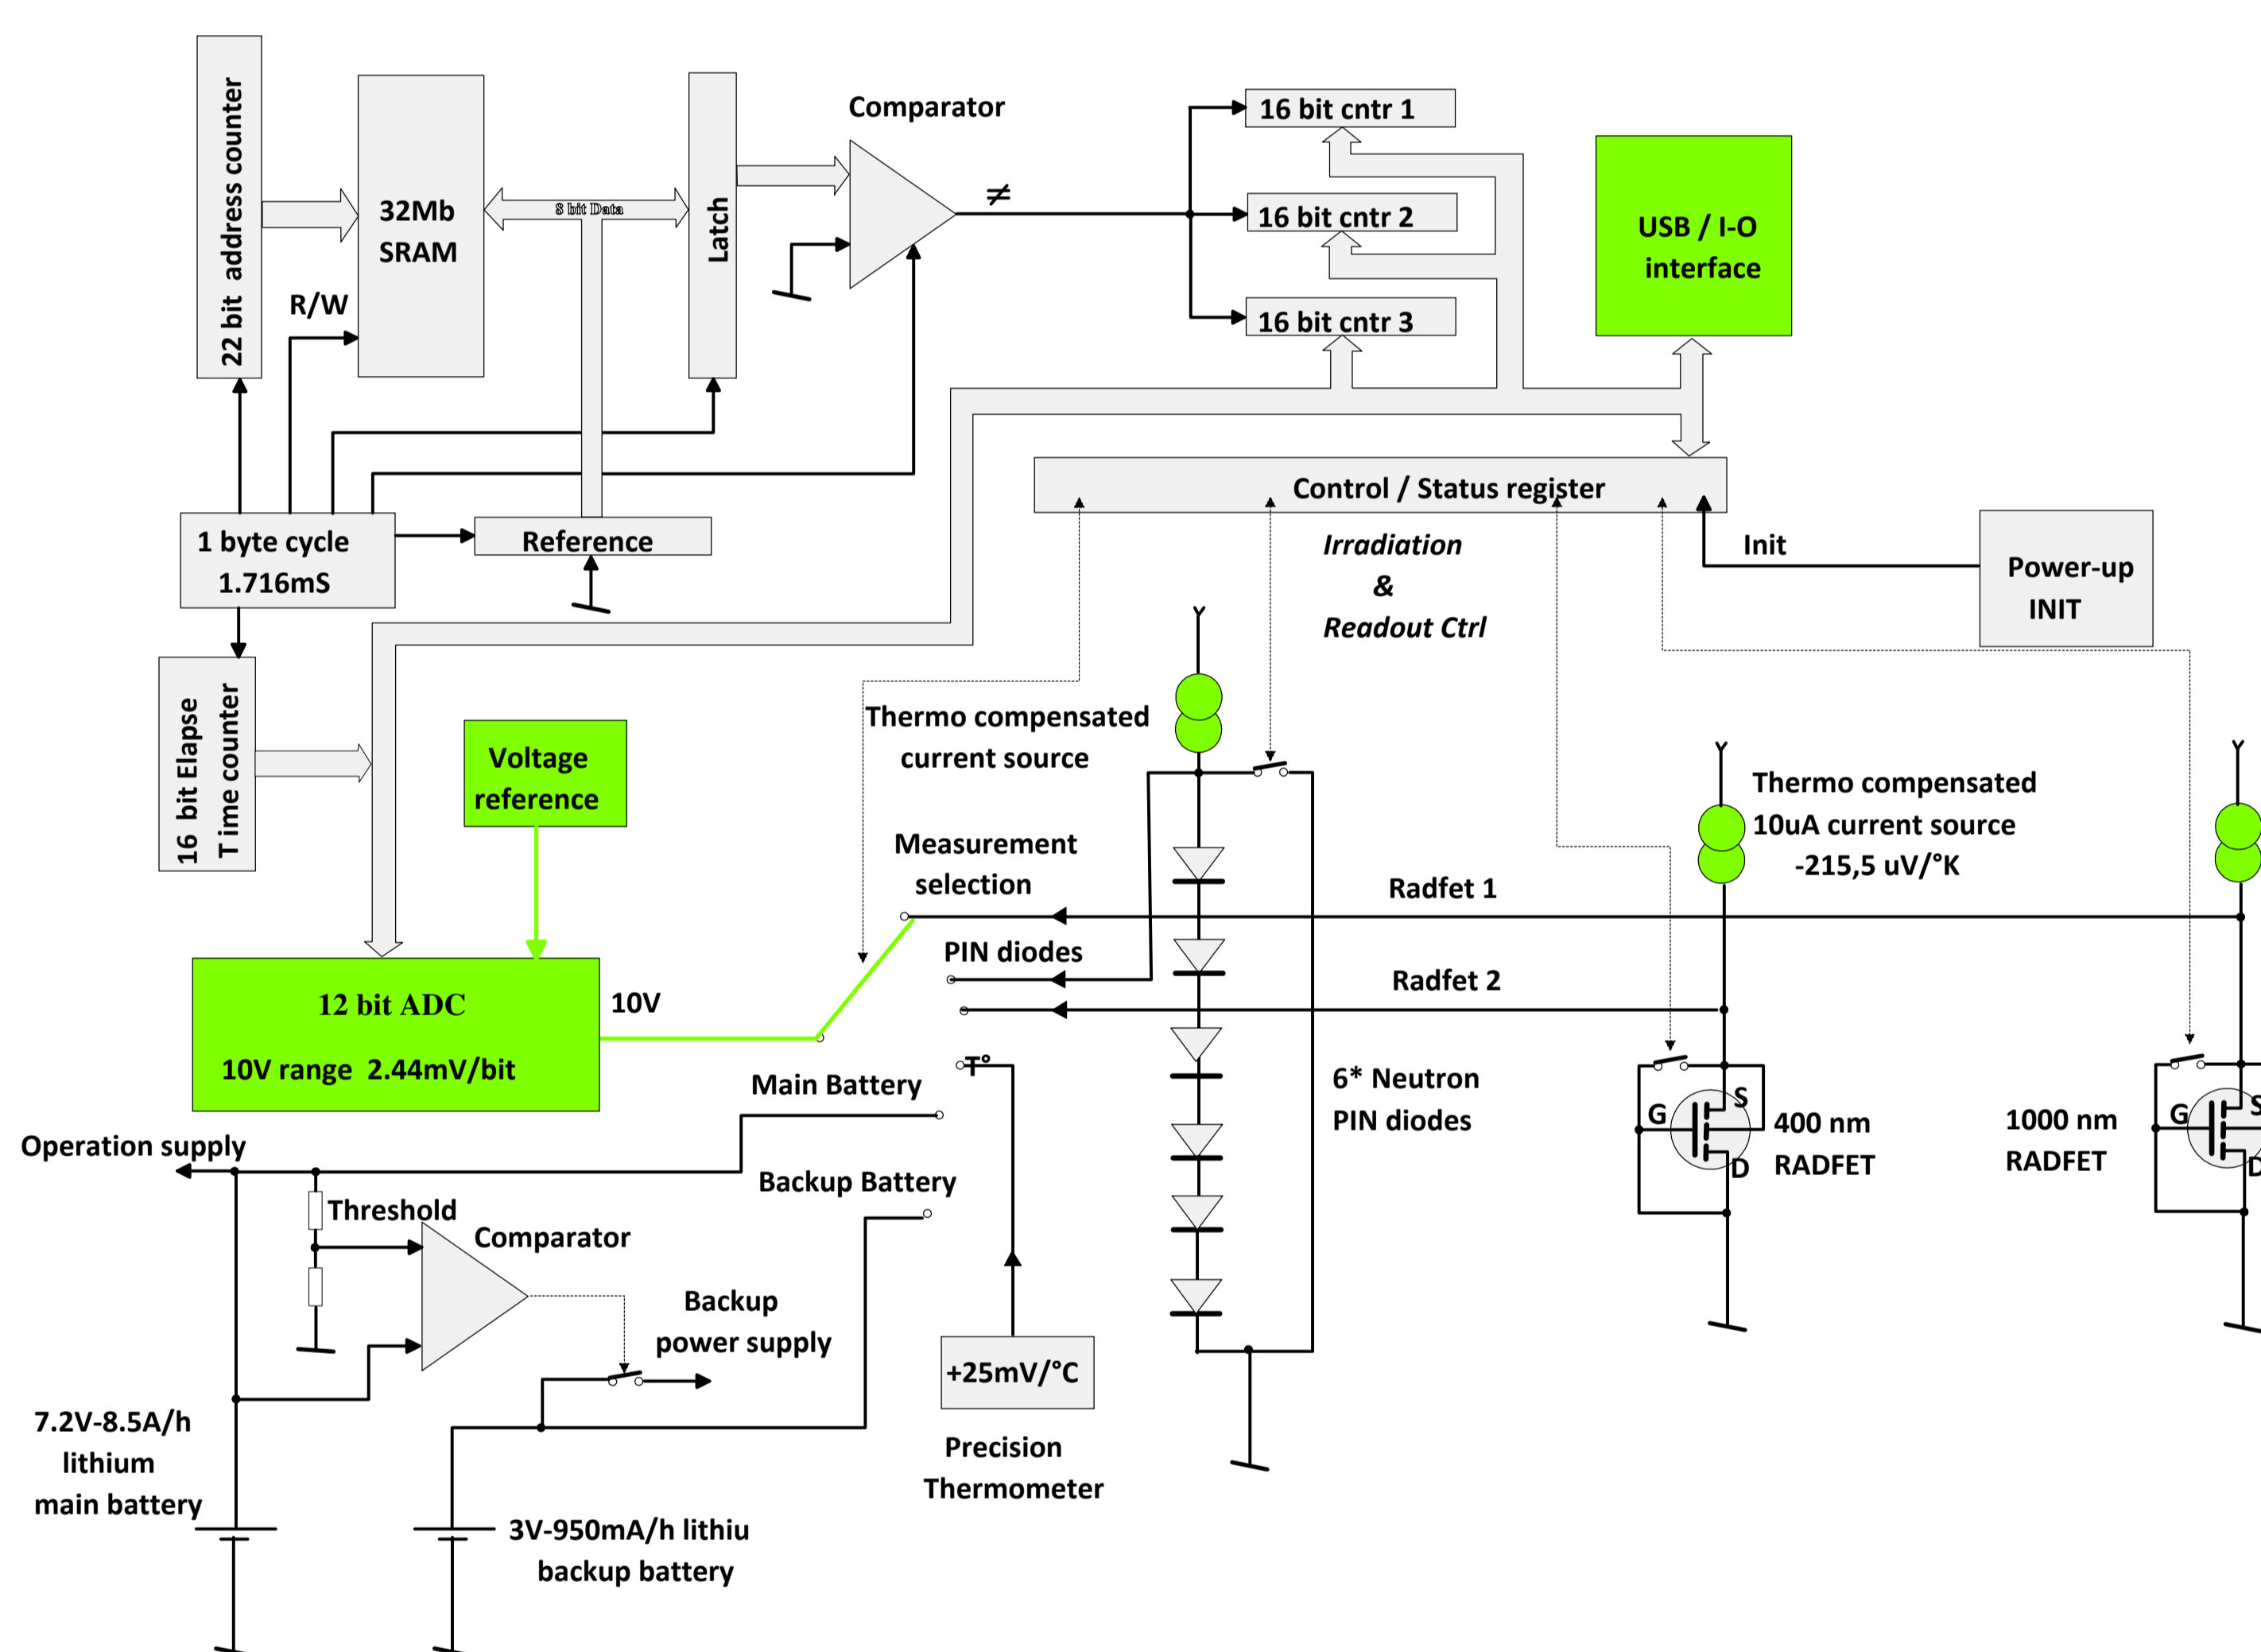 22 bit address counter
32Mb
SRAM
R/W
8 bit Data
Latch
Comparator
≠
16 bit cntr 1
16 bit cntr 2
16 bit cntr 3
USB / I-O
interface
Control / Status register
Irradiation
&
Readout Ctrl
Init
Power-up
INIT
1 byte cycle
1.716mS
Reference
16 bit Elapse
T ime counter
Voltage
reference
Thermo compensated
current source
Thermo compensated
10uA current source
-215,5 uV/°K
Measurement
selection
Radfet 1
PIN diodes
Radfet 2
12 bit ADC
10V range 2.44mV/bit
10V
T°
Main Battery
6* Neutron
PIN diodes
G
S
D
400 nm
RADFET
1000 nm
RADFET
G
S
D
Operation supply
Threshold
Comparator
Backup Battery
Backup
power supply
+25mV/°C
Precision
Thermometer
7.2V-8.5A/h
lithium
main battery
3V-950mA/h lithiu
backup battery